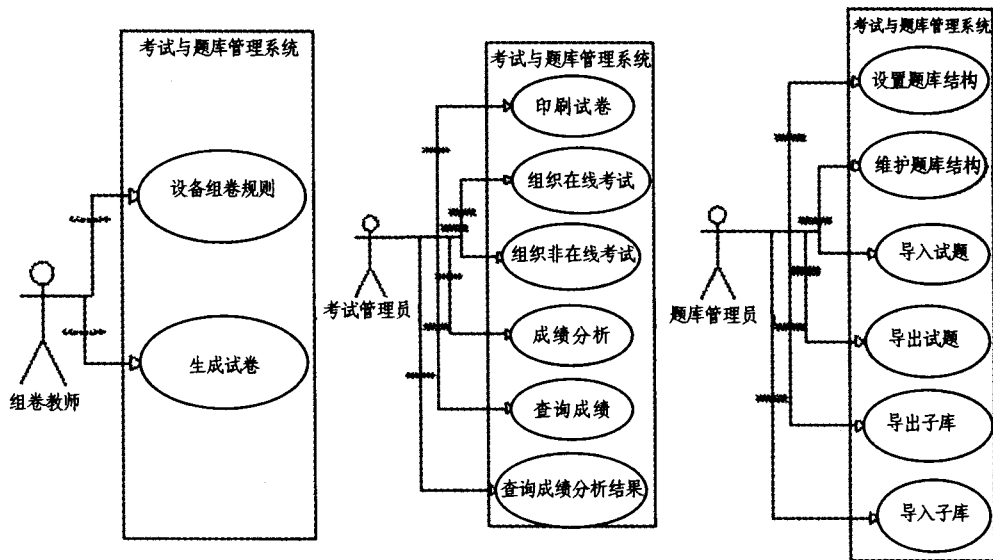 考试与题库管理系统
设备组卷规则
生成试卷
组卷教师
考试与题库管理系统
印刷试卷
组织在线考试
组织非在线考试
成绩分析
查询成绩
查询成绩分析结果
考试管理员
考试与题库管理系统
设置题库结构
维护题库结构
导入试题
导出试题
导出子库
导入子库
题库管理员